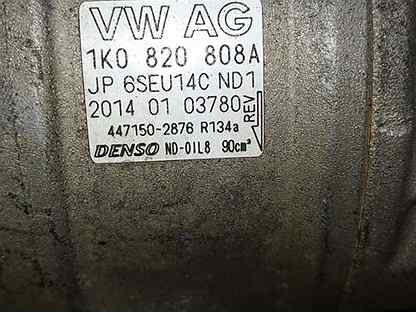 VW AG
1K0 820 808A
JP 6SEU14C ND1
2014 01 03780
REV
447150-2876 R134a
DENSO ND-OIL8 90cm³